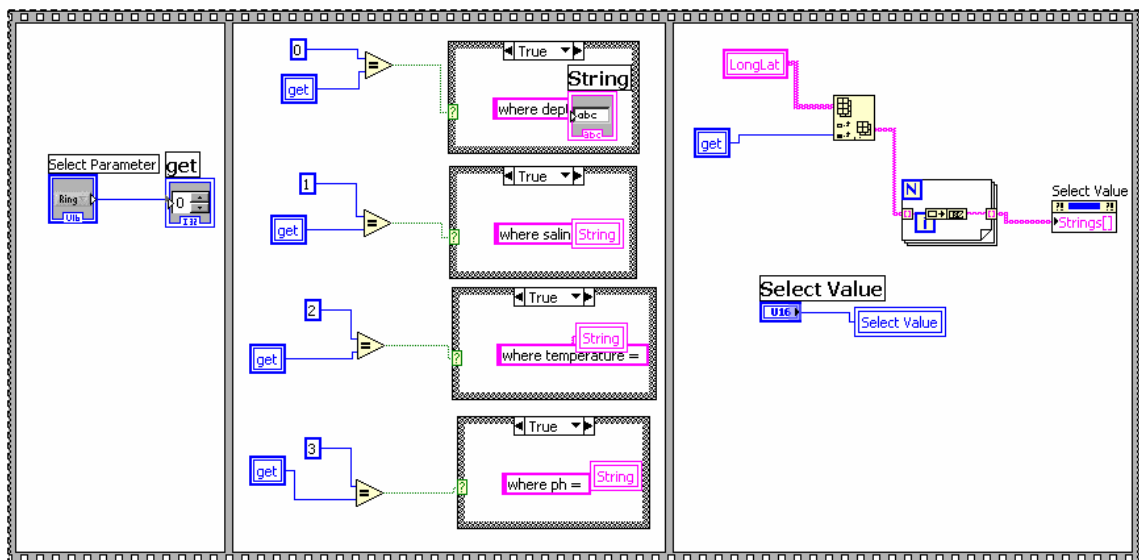 Select Parameter
get
Ring
0
I32
0
get
=
?
True
String
where dept
abc
abc
1
get
=
?
True
where salin
String
2
get
=
?
True
String
where temperature =
3
get
=
?
True
where ph =
String
LongLat
get
N
i
Select Value
?! ?!
Strings[]
Select Value
U16
Select Value